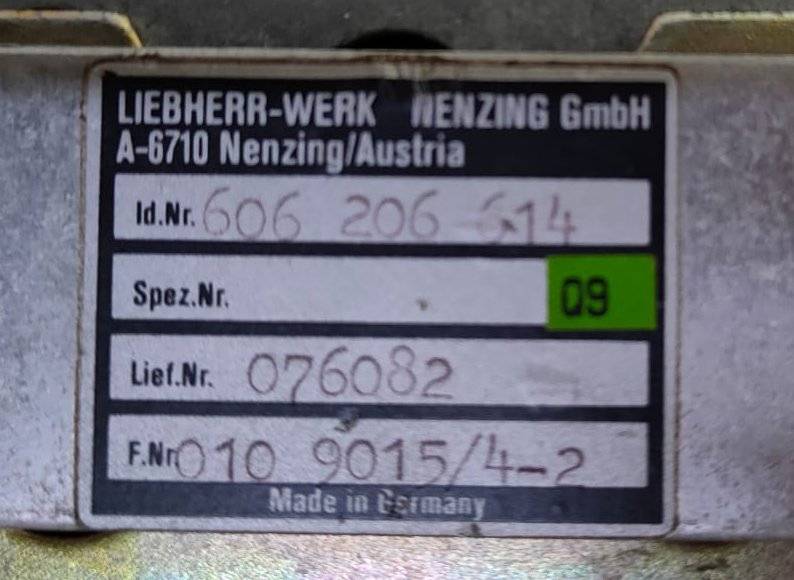 LIEBHERR-WERK NENZING GmbH
A-6710 Nenzing/Austria
Id.Nr. 606 206 614
Spez.Nr. 09
Lief.Nr. 076082
F.Nr. 010 9015/4-2
Made in Germany